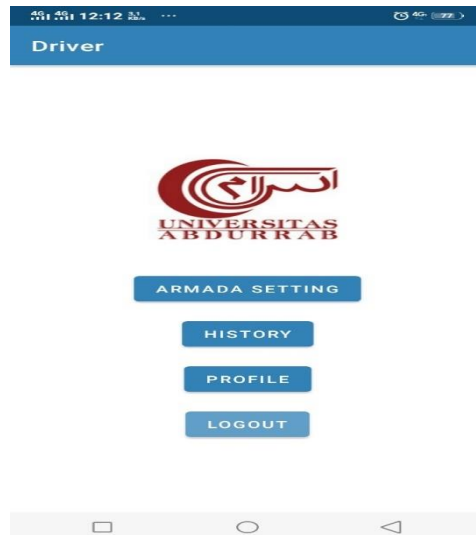 12:12
Driver
UNIVERSITAS
ABDURRAB
ARMADA SETTING
HISTORY
PROFILE
LOGOUT